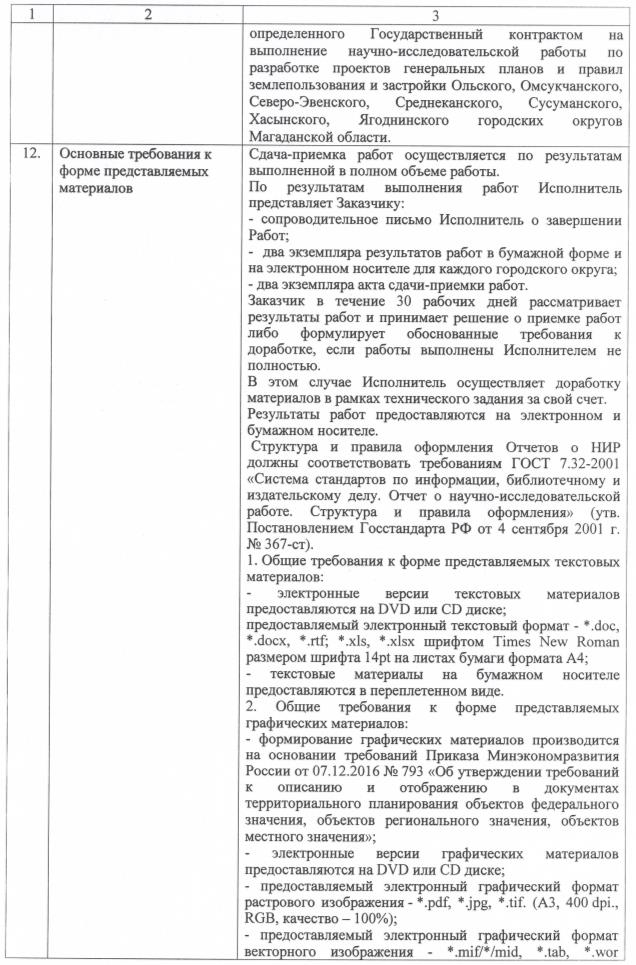 1 2 3
определенного Государственный контрактом на
выполнение научно-исследовательской работы по
разработке проектов генеральных планов и правил
землепользования и застройки Ольского, Омсукчанского,
Северо-Эвенского, Среднеканского, Сусуманского,
Хасынского, Ягоднинского городских округов
Магаданской области.
12. Основные требования к
форме представляемых
материалов
Сдача-приемка работ осуществляется по результатам
выполненной в полном объеме работы.
По результатам выполнения работ Исполнитель
представляет Заказчику:
- сопроводительное письмо Исполнитель о завершении
Работ;
- два экземпляра результатов работ в бумажной форме и
на электронном носителе для каждого городского округа;
- два экземпляра акта сдачи-приемки работ.
Заказчик в течение 30 рабочих дней рассматривает
результаты работ и принимает решение о приемке работ
либо формулирует обоснованные требования к
доработке, если работы выполнены Исполнителем не
полностью.
В этом случае Исполнитель осуществляет доработку
материалов в рамках технического задания за свой счет.
Результаты работ предоставляются на электронном и
бумажном носителе.
Структура и правила оформления Отчетов о НИР
должны соответствовать требованиям ГОСТ 7.32-2001
«Система стандартов по информации, библиотечному и
издательскому делу. Отчет о научно-исследовательской
работе. Структура и правила оформления» (утв.
Постановлением Госстандарта РФ от 4 сентября 2001 г.
№ 367-ст).
1. Общие требования к форме представляемых текстовых
материалов:
- электронные версии текстовых материалов
предоставляются на DVD или CD диске;
предоставляемый электронный текстовый формат - *.doc,
*.docx, *.rtf; *.xls, *.xlsx шрифтом Times New Roman
размером шрифта 14pt на листах бумаги формата А4;
- текстовые материалы на бумажном носителе
предоставляются в переплетенном виде.
2. Общие требования к форме представляемых
графических материалов:
- формирование графических материалов производится
на основании требований Приказа Минэкономразвития
России от 07.12.2016 № 793 «Об утверждении требований
к описанию и отображению в документах
территориального планирования объектов федерального
значения, объектов регионального значения, объектов
местного значения»;
- электронные версии графических материалов
предоставляются на DVD или CD диске;
- предоставляемый электронный графический формат
растрового изображения - *.pdf, *.jpg, *.tif. (А3, 400 dpi.,
RGB, качество – 100%);
- предоставляемый электронный графический формат
векторного изображения - *.mif/*/mid, *.tab, *.wor